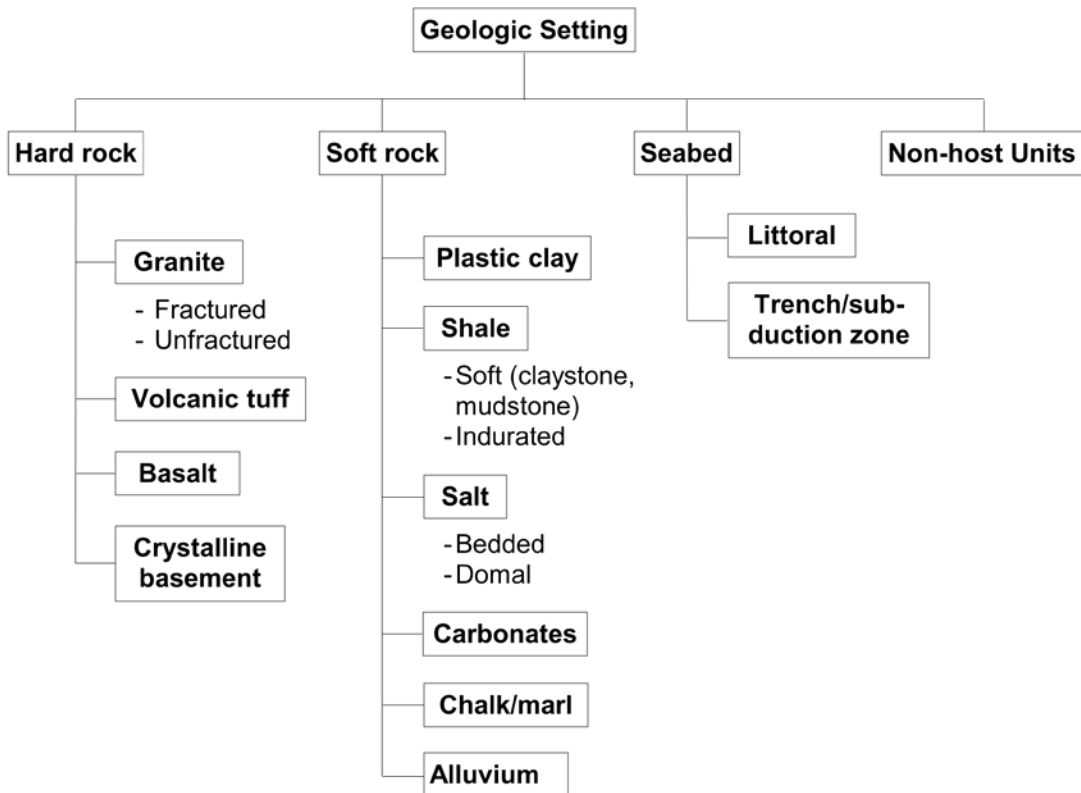 Geologic Setting
Hard rock
Soft rock
Seabed
Non-host Units
Granite
- Fractured
- Unfractured
Volcanic tuff
Basalt
Crystalline
basement
Plastic clay
Shale
- Soft (claystone,
mudstone)
- Indurated
Salt
- Bedded
- Domal
Carbonates
Chalk/marl
Alluvium
Littoral
Trench/sub-
duction zone